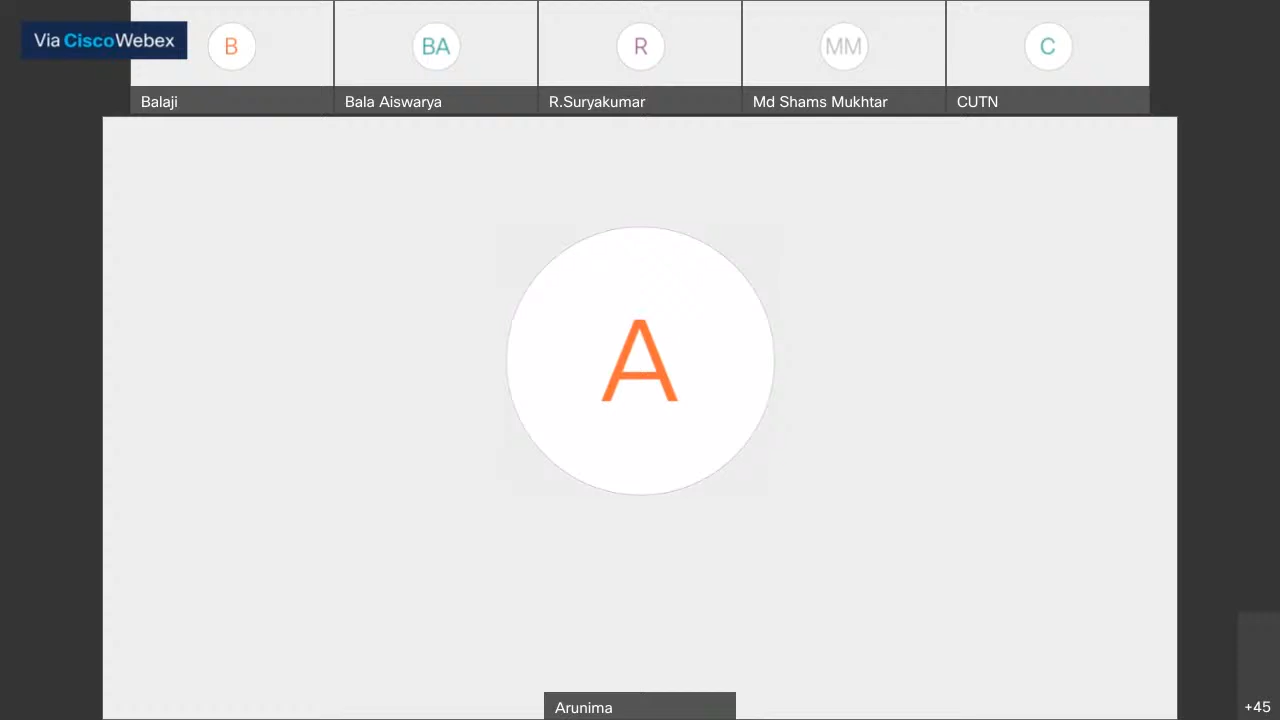 Via CiscoWebex
B
BA
R
MM
C
Balaji
Bala Aiswarya
R.Suryakumar
Md Shams Mukhtar
CUTN
A
Arunima
+45